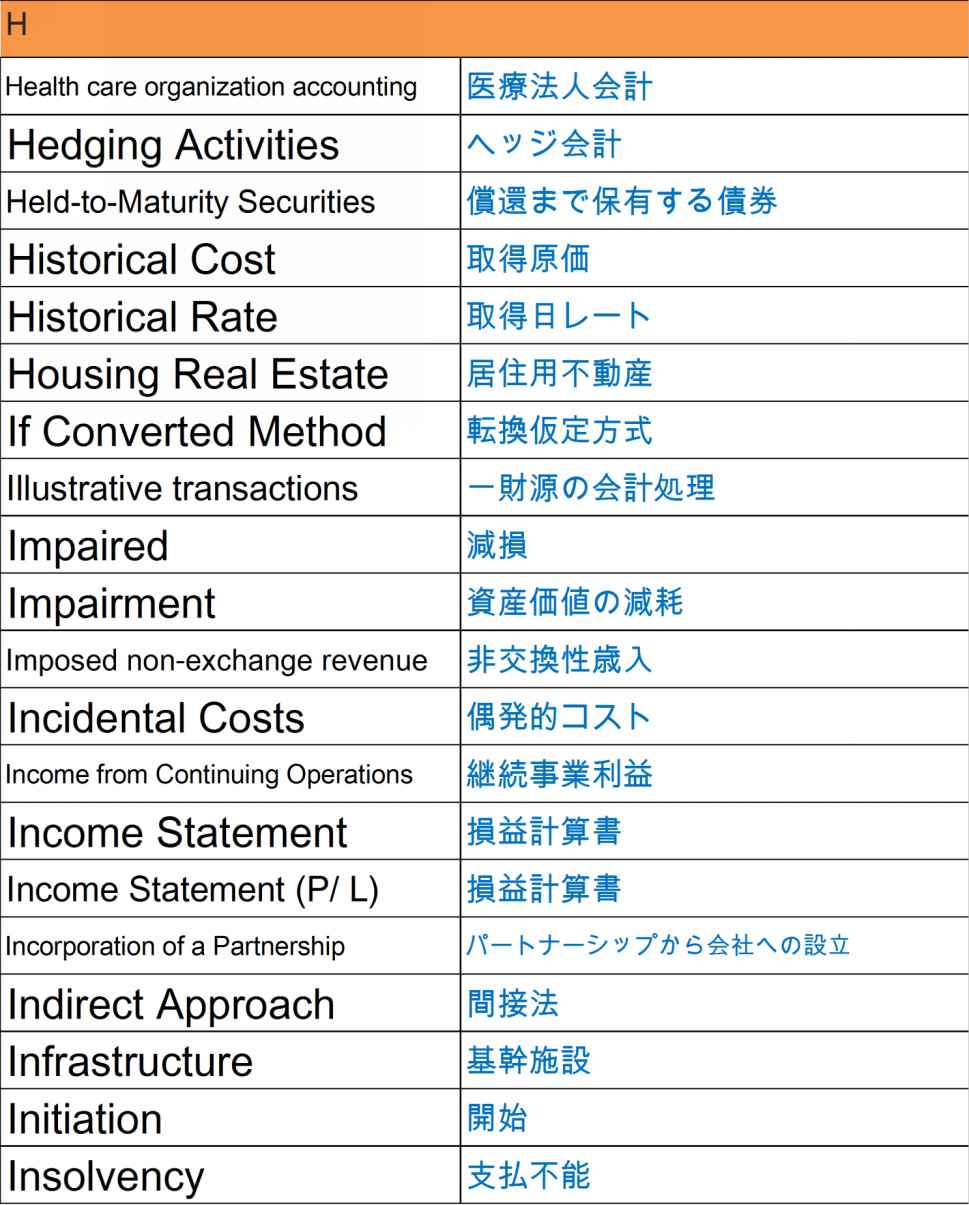 H
Health care organization accounting 医療法人会計
Hedging Activities ヘッジ会計
Held-to-Maturity Securities 償還まで保有する債券
Historical Cost 取得原価
Historical Rate 取得日レート
Housing Real Estate 居住用不動産
If Converted Method 転換仮定方式
Illustrative transactions 一財源の会計処理
Impaired 減損
Impairment 資産価値の減耗
Imposed non-exchange revenue 非交換性歳入
Incidental Costs 偶発的コスト
Income from Continuing Operations 継続事業利益
Income Statement 損益計算書
Income Statement (P/ L) 損益計算書
Incorporation of a Partnership パートナーシップから会社への設立
Indirect Approach 間接法
Infrastructure 基幹施設
Initiation 開始
Insolvency 支払不能